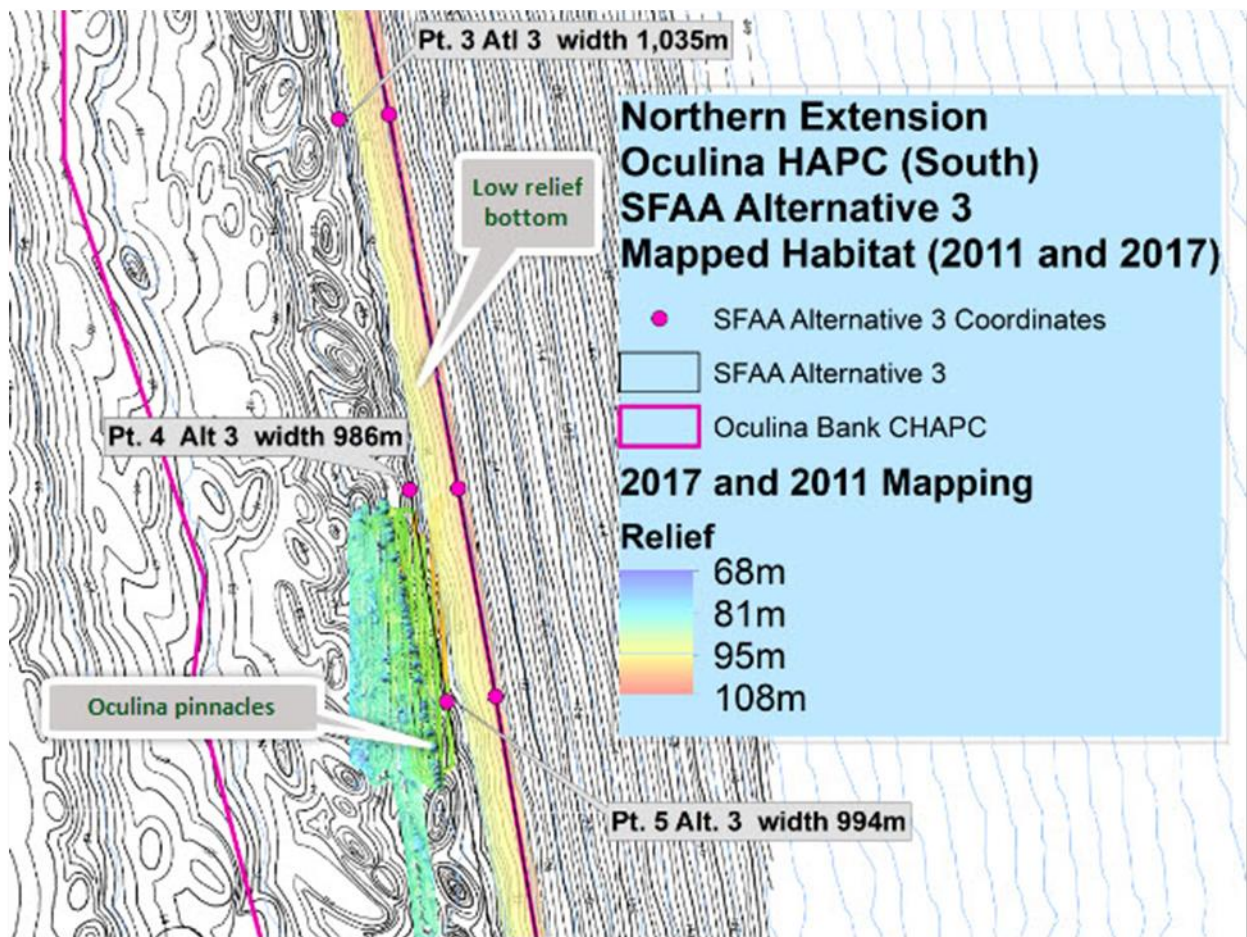 Pt. 3 Atl 3 width 1,035m
Northern Extension
Oculina HAPC (South)
SFAA Alternative 3
Mapped Habitat (2011 and 2017)
SFAA Alternative 3 Coordinates
SFAA Alternative 3
Oculina Bank CHAPC
2017 and 2011 Mapping
Relief
68m
81m
95m
108m
Low relief
bottom
Pt. 4 Alt 3 width 986m
Oculina pinnacles
Pt. 5 Alt. 3 width 994m